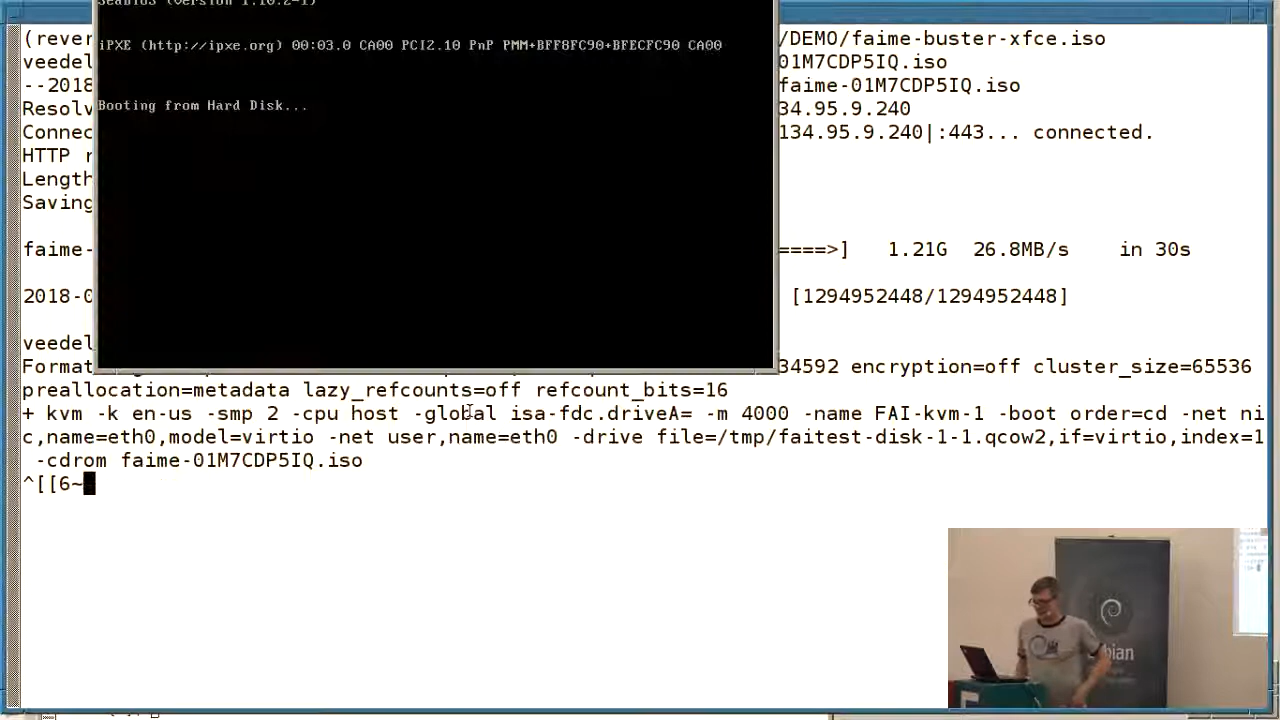 SeaBIOS (version 1.10.2-1)
iPXE (http://ipxe.org) 00:03.0 CA00 PCI2.10 PnP PMM+BFF8FC90+BFECFC90 CA00
Booting from Hard Disk...
(rever /DEMO/faime-buster-xfce.iso
veedel 01M7CDP5IQ.iso
--2018 faime-01M7CDP5IQ.iso
Resolv 34.95.9.240
Connec 134.95.9.240|:443... connected.
HTTP r
Length
Saving
faime- ====>] 1.21G 26.8MB/s in 30s
2018-0 [1294952448/1294952448]
veedel
Format 34592 encryption=off cluster_size=65536
preallocation=metadata lazy_refcounts=off refcount_bits=16
+ kvm -k en-us -smp 2 -cpu host -global isa-fdc.driveA= -m 4000 -name FAI-kvm-1 -boot order=cd -net ni
c,name=eth0,model=virtio -net user,name=eth0 -drive file=/tmp/faitest-disk-1-1.qcow2,if=virtio,index=1
-cdrom faime-01M7CDP5IQ.iso
^[[6~
debian